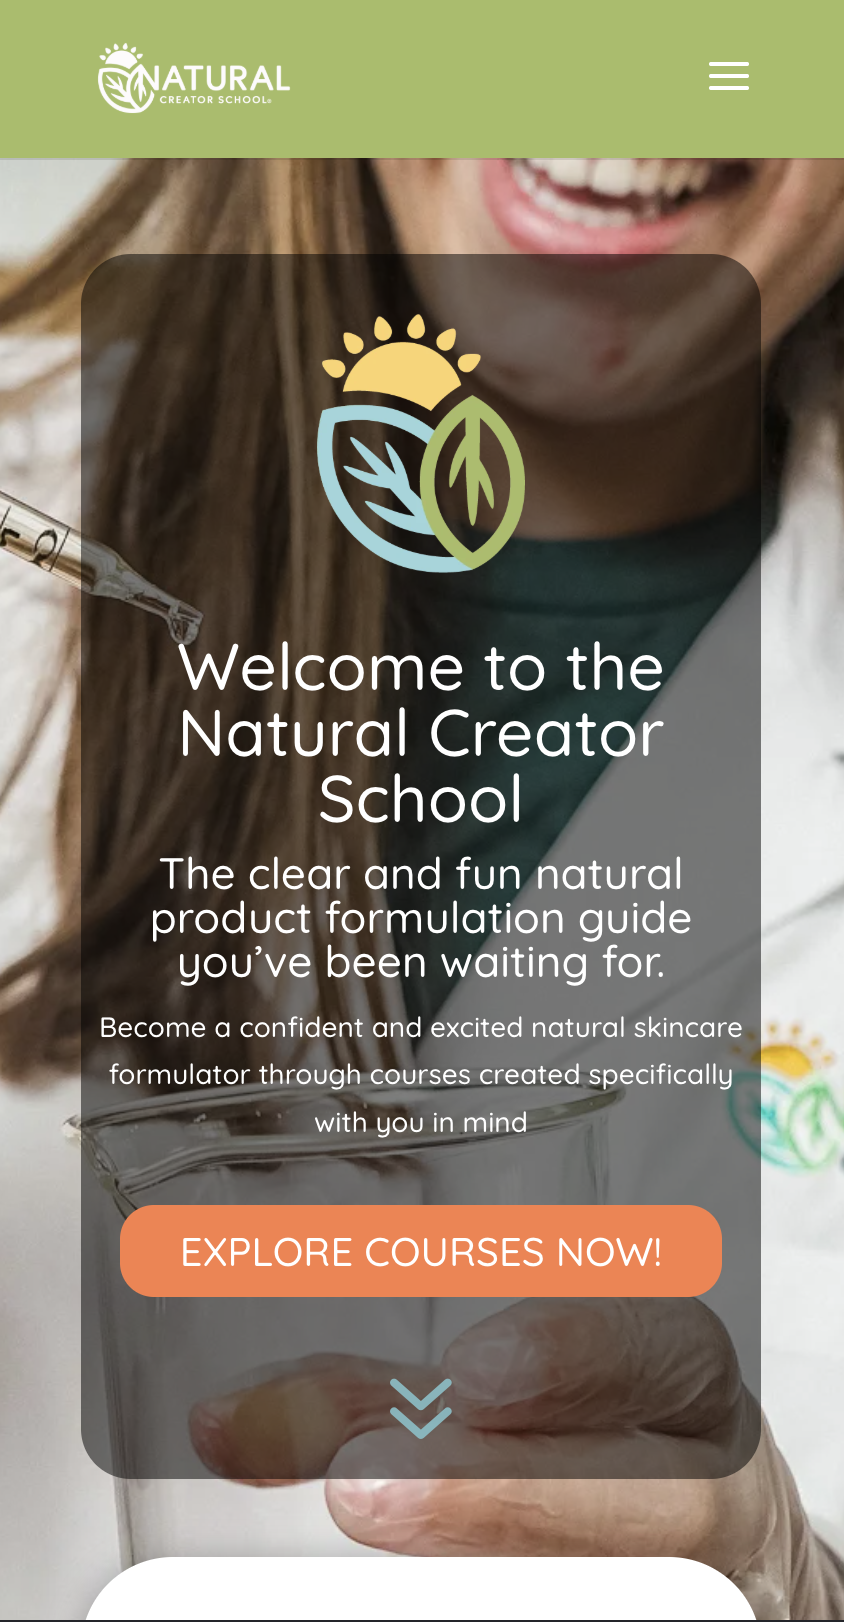 NATURAL
CREATOR SCHOOL
Welcome to the
Natural Creator
School
The clear and fun natural
product formulation guide
you’ve been waiting for.
Become a confident and excited natural skincare
formulator through courses created specifically
with you in mind
EXPLORE COURSES NOW!